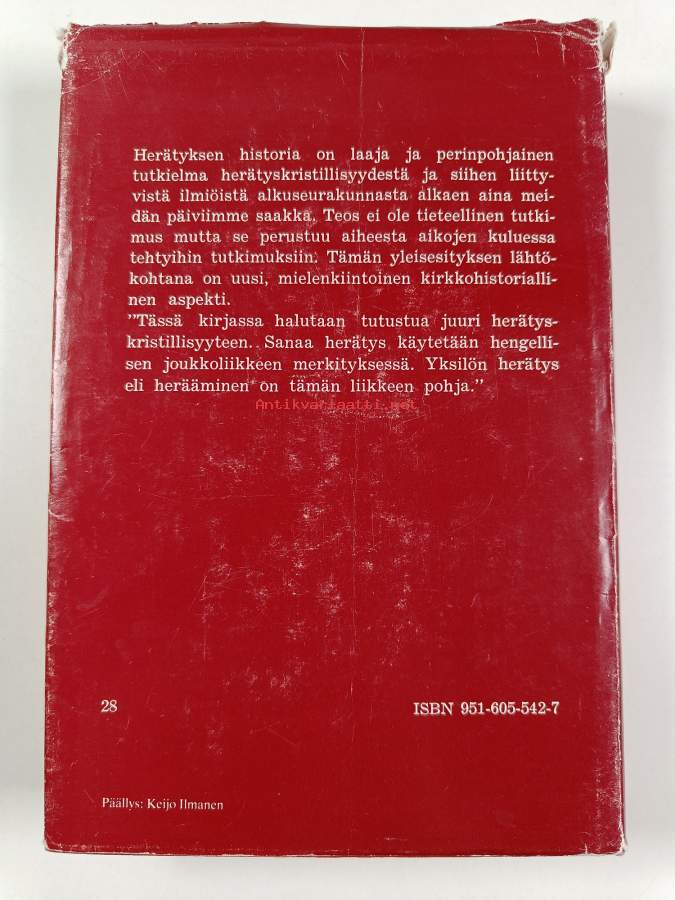 Herätyksen historia on laaja ja perinpohjainen
tutkielma herätyskristillisyydestä ja siihen liitty-
vistä ilmiöistä alkuseurakunnasta alkaen aina mei-
dän päiviimme saakka. Teos ei ole tieteellinen tutki-
mus mutta se perustuu aiheesta aikojen kuluessa
tehtyihin tutkimuksiin. Tämän yleisesityksen lähtö-
kohtana on uusi, mielenkiintoinen kirkkohistorialli-
nen aspekti.
"Tässä kirjassa halutaan tutustua juuri herätys-
kristillisyyteen. Sanaa herätys käytetään hengelli-
sen joukkoliikkeen merkityksessä. Yksilön herätys
eli herääminen on tämän liikkeen pohja."
Antikvariaatti.net
28
ISBN 951-605-542-7
Päällys: Keijo Ilmanen